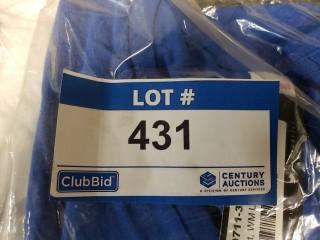 LOT #
431
ClubBid
CENTURY
AUCTIONS
A DIVISION OF CENTURY SERVICES